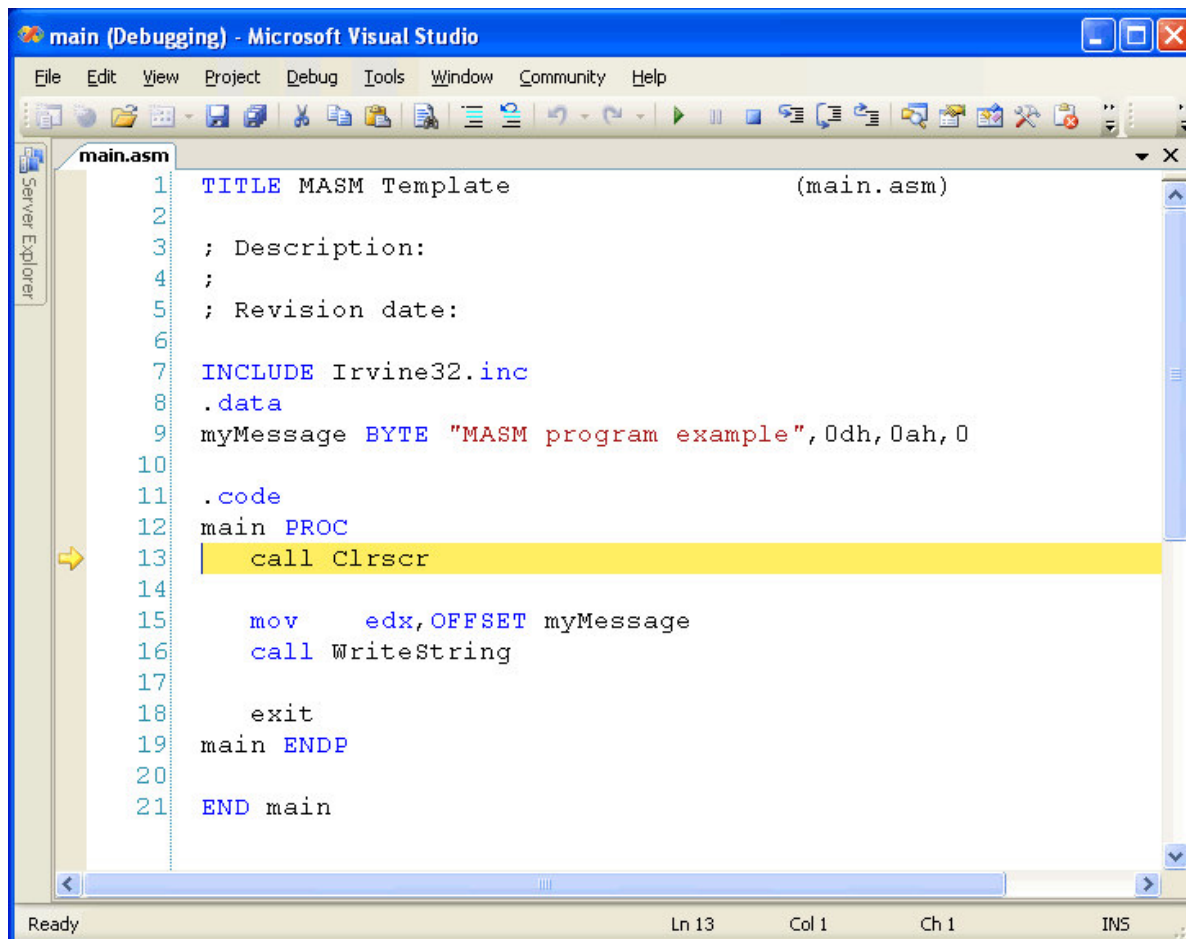 main (Debugging) - Microsoft Visual Studio
File Edit View Project Debug Tools Window Community Help
main.asm
Server Explorer
1 TITLE MASM Template (main.asm)
2
3 ; Description:
4 ;
5 ; Revision date:
6
7 INCLUDE Irvine32.inc
8 .data
9 myMessage BYTE "MASM program example",0dh,0ah,0
10
11 .code
12 main PROC
13 call Clrscr
14
15 mov edx,OFFSET myMessage
16 call WriteString
17
18 exit
19 main ENDP
20
21 END main
Ready Ln 13 Col 1 Ch 1 INS